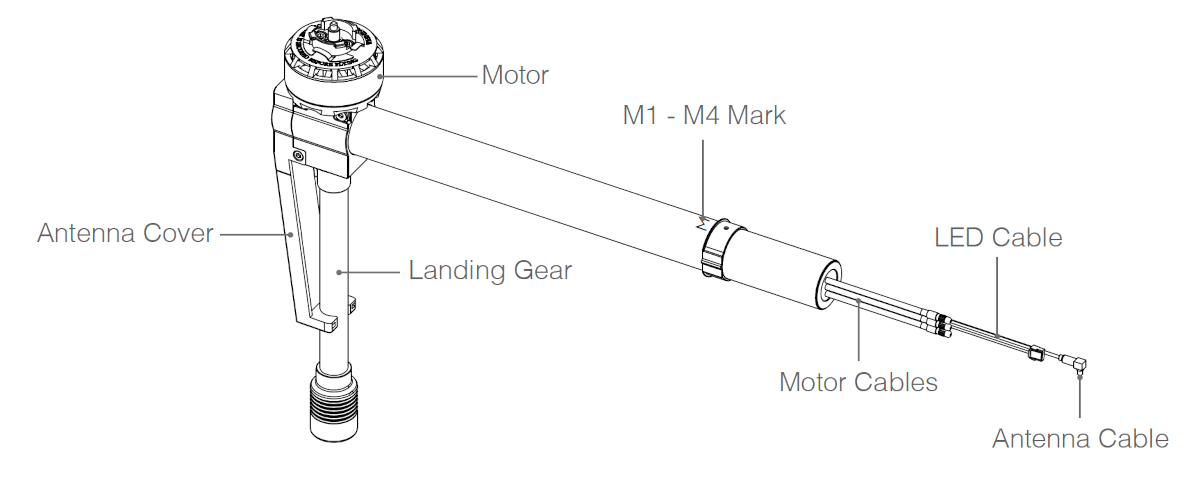 Motor
M1 - M4 Mark
M
Antenna Cover
LED Cable
Landing Gear
Motor Cables
Antenna Cable